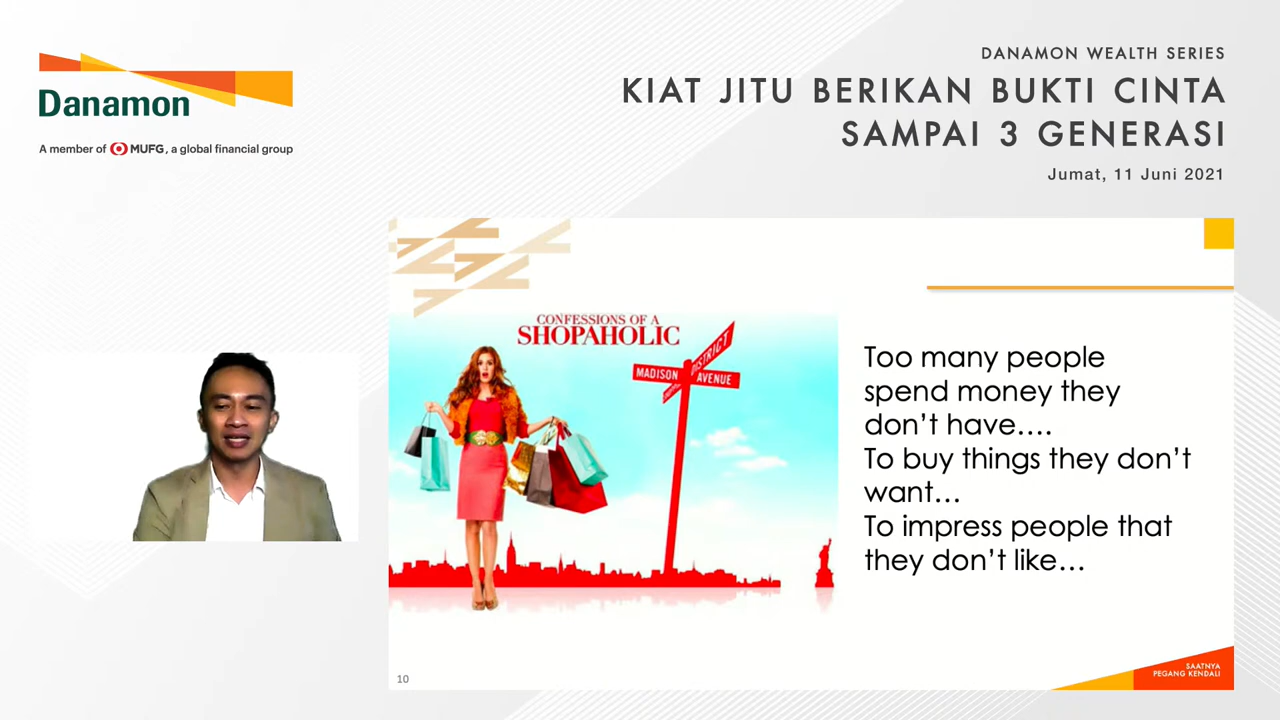 Danamon
A member of MUFG, a global financial group
DANAMON WEALTH SERIES
KIAT JITU BERIKAN BUKTI CINTA
SAMPAI 3 GENERASI
Jumat, 11 Juni 2021
CONFESSIONS OF A
SHOPAHOLIC
MADISON AVENUE
DISTRICT
Too many people
spend money they
don’t have….
To buy things they don’t
want…
To impress people that
they don’t like…
10
SAATNYA
PEGANG KENDALI